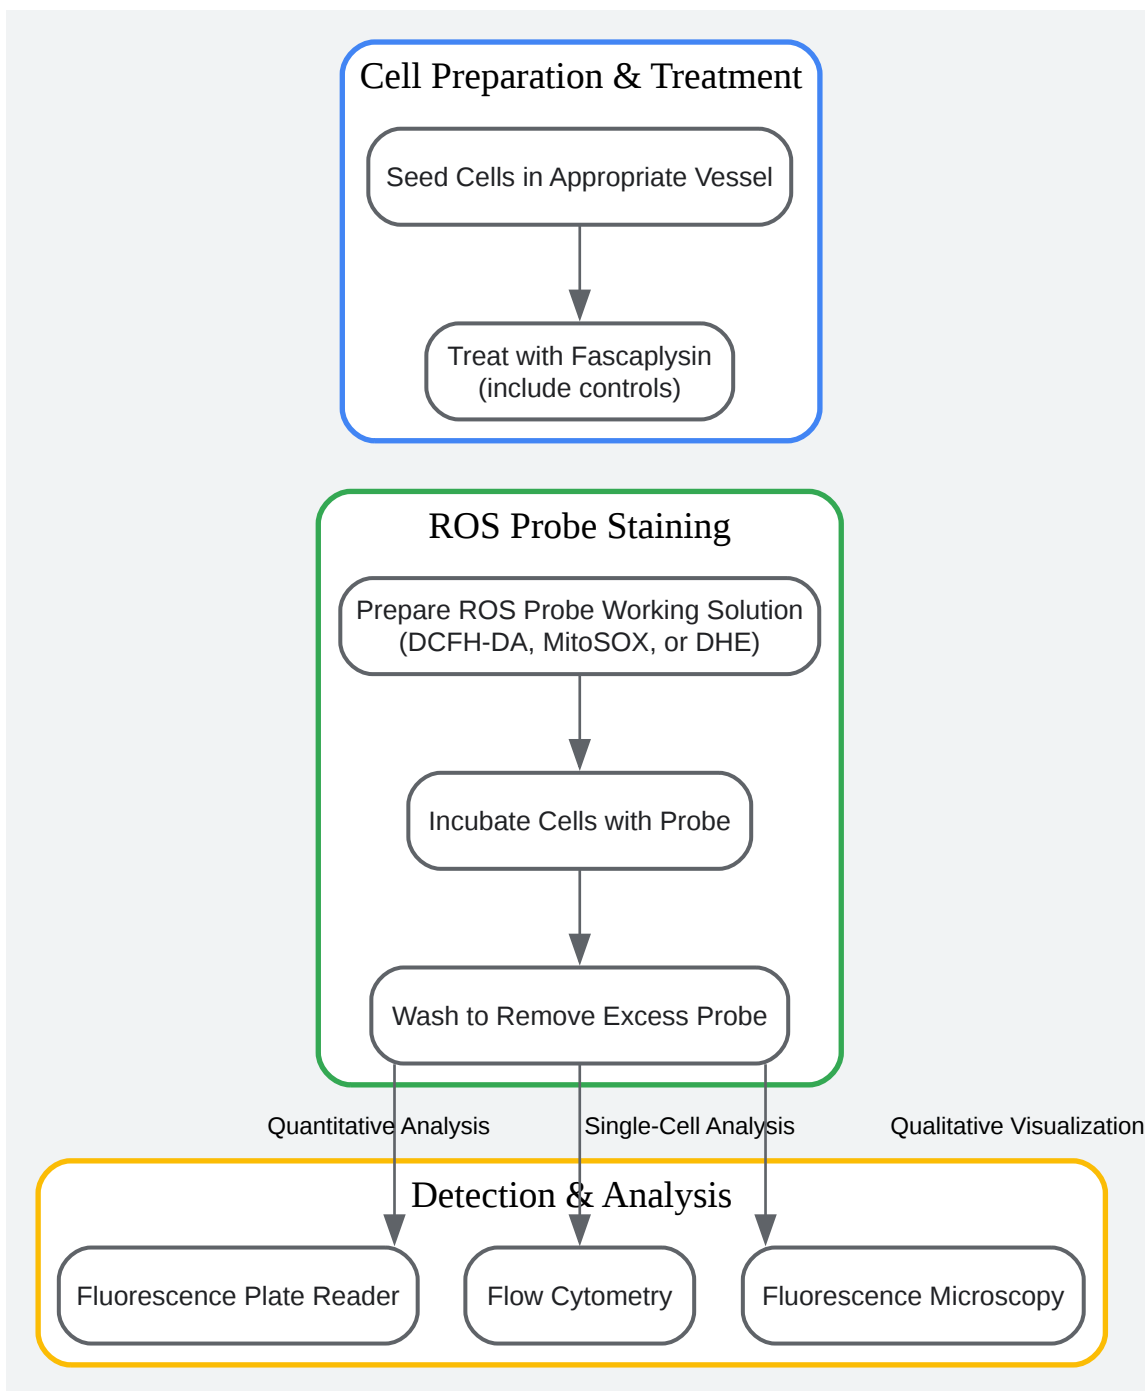 Cell Preparation & Treatment
Seed Cells in Appropriate Vessel
Treat with Fascaplysin
(include controls)
ROS Probe Staining
Prepare ROS Probe Working Solution
(DCFH-DA, MitoSOX, or DHE)
Incubate Cells with Probe
Wash to Remove Excess Probe
Quantitative Analysis
Single-Cell Analysis
Qualitative Visualization
Detection & Analysis
Fluorescence Plate Reader
Flow Cytometry
Fluorescence Microscopy